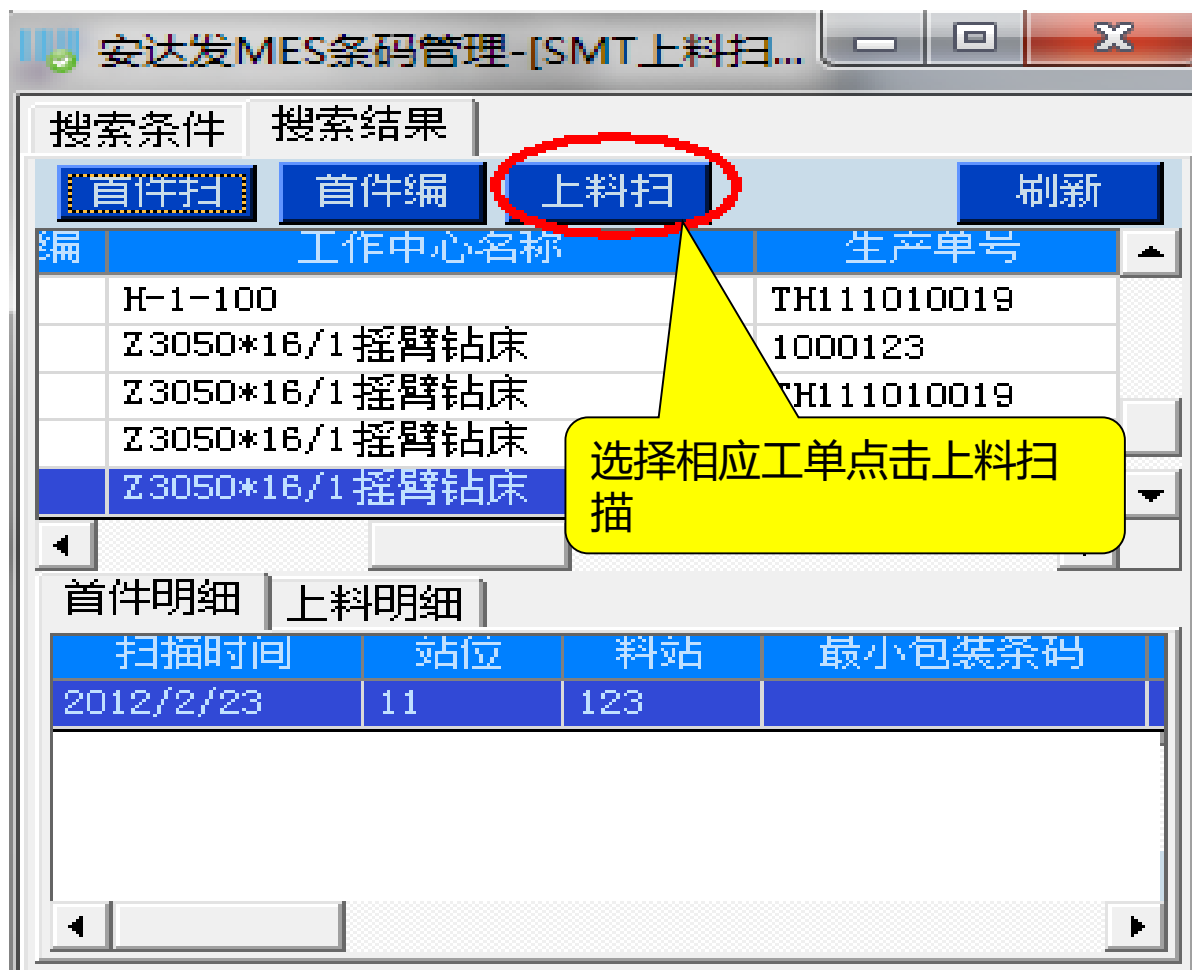 安达发MES条码管理-[SMT上料扫...
搜索条件 搜索结果
首件扫 首件编 上料扫 刷新
编 工作中心名称 生产单号
H-1-100 TH111010019
Z3050*16/1摇臂钻床 1000123
Z3050*16/1摇臂钻床 TH111010019
Z3050*16/1摇臂钻床
Z3050*16/1摇臂钻床
选择相应工单点击上料扫
描
首件明细 上料明细
扫描时间 站位 料站 最小包装条码
2012/2/23 11 123